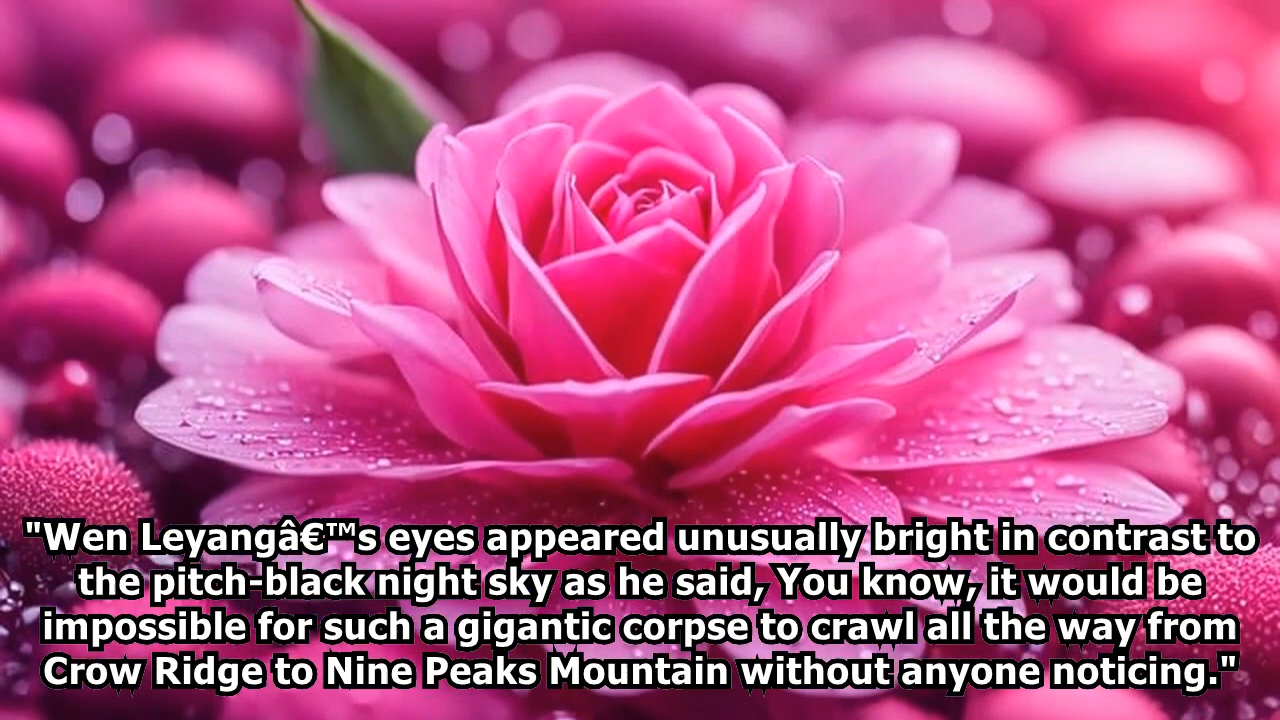 "Wen Leyangâ€™s eyes appeared unusually bright in contrast to
the pitch-black night sky as he said, You know, it would be
impossible for such a gigantic corpse to crawl all the way from
Crow Ridge to Nine Peaks Mountain without anyone noticing."